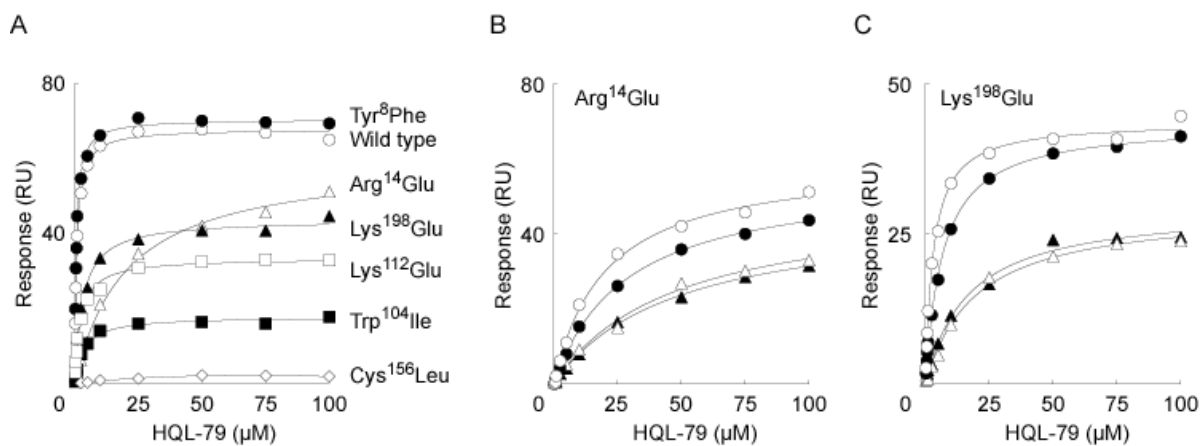 A
80
40
0
Response (RU)
0 25 50 75 100
HQL-79 (µM)
Tyr⁸Phe
Wild type
Arg¹⁴Glu
Lys¹⁹⁸Glu
Lys¹¹²Glu
Trp¹⁰⁴Ile
Cys¹⁵⁶Leu
B
80
40
Response (RU)
Arg¹⁴Glu
0 25 50 75 100
HQL-79 (µM)
C
50
25
Response (RU)
Lys¹⁹⁸Glu
0 25 50 75 100
HQL-79 (µM)